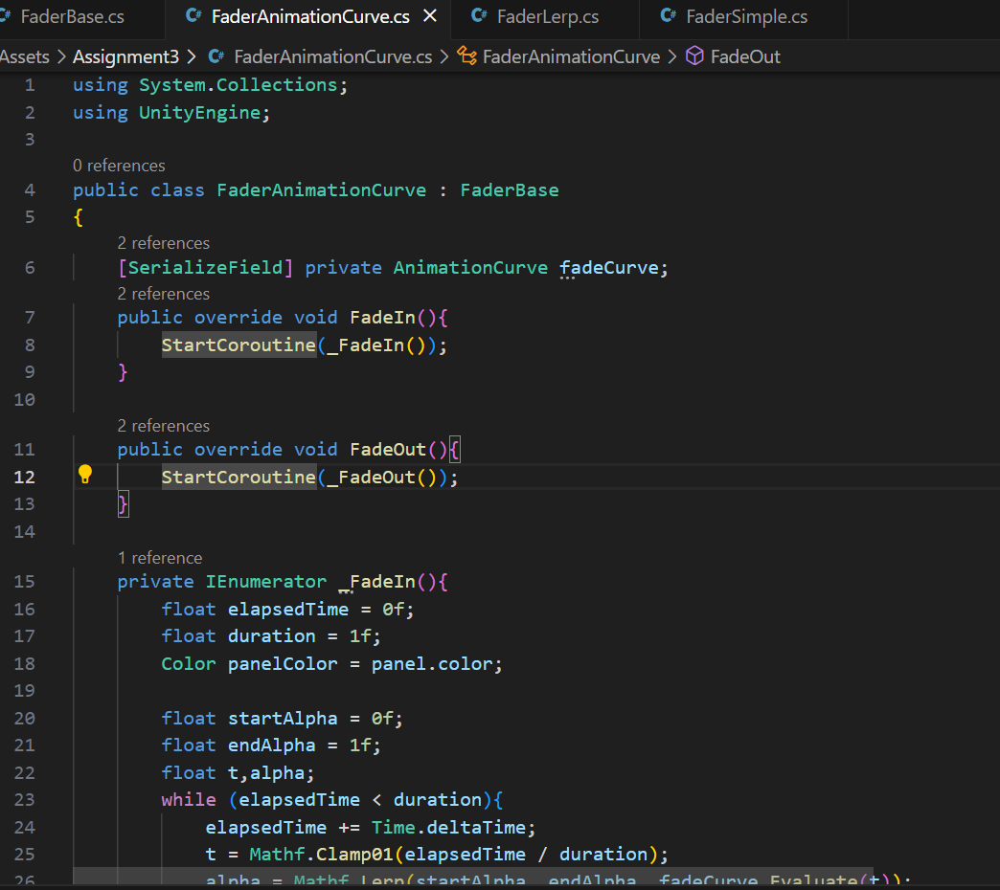 FaderBase.cs FaderAnimationCurve.cs FaderLerp.cs FaderSimple.cs
Assets > Assignment3 > FaderAnimationCurve.cs > FaderAnimationCurve > FadeOut
1 using System.Collections;
2 using UnityEngine;
3
0 references
4 public class FaderAnimationCurve : FaderBase
5 {
2 references
6 [SerializeField] private AnimationCurve fadeCurve;
2 references
7 public override void FadeIn(){
8 StartCoroutine(_FadeIn());
9 }
10
2 references
11 public override void FadeOut(){
12 StartCoroutine(_FadeOut());
13 }
14
1 reference
15 private IEnumerator _FadeIn(){
16 float elapsedTime = 0f;
17 float duration = 1f;
18 Color panelColor = panel.color;
19
20 float startAlpha = 0f;
21 float endAlpha = 1f;
22 float t,alpha;
23 while (elapsedTime < duration){
24 elapsedTime += Time.deltaTime;
25 t = Mathf.Clamp01(elapsedTime / duration);
26 alpha = Mathf.Lerp(startAlpha, endAlpha, fadeCurve.Evaluate(t));